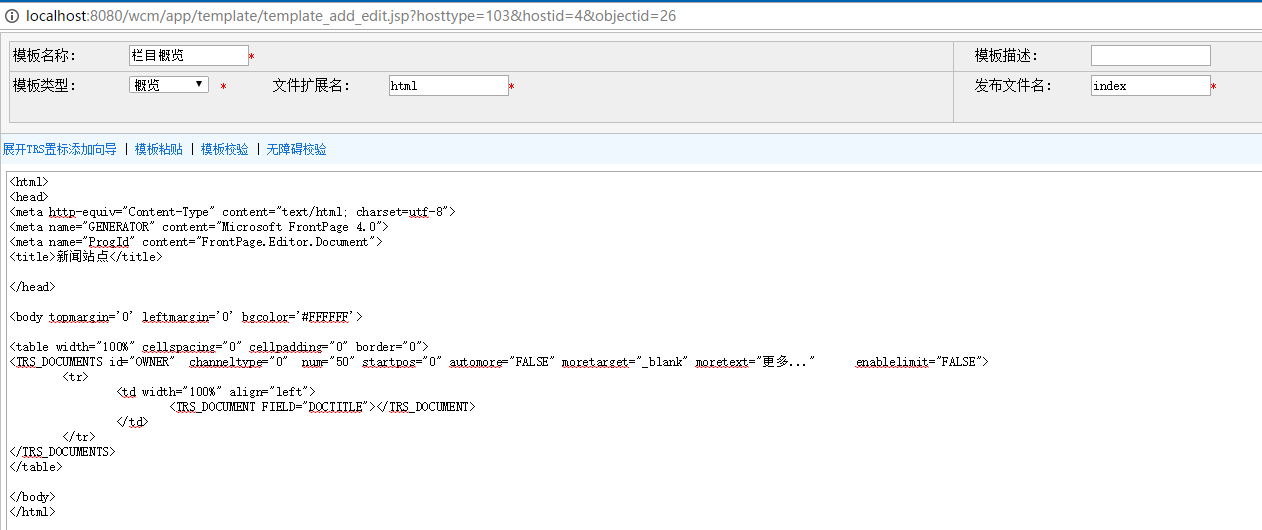 localhost:8080/wcm/app/template/template_add_edit.jsp?hosttype=103&hostid=4&objectid=26
模板名称: 栏目概览* 模板描述:
模板类型: 概览 * 文件扩展名: html* 发布文件名: index*
展开TRS置标添加向导 | 模板粘贴 | 模板校验 | 无障碍校验
<html>
<head>
<meta http-equiv="Content-Type" content="text/html; charset=utf-8">
<meta name="GENERATOR" content="Microsoft FrontPage 4.0">
<meta name="ProgId" content="FrontPage.Editor.Document">
<title>新闻站点</title>
</head>
<body topmargin='0' leftmargin='0' bgcolor='#FFFFFF'>
<table width="100%" cellspacing="0" cellpadding="0" border="0">
<TRS_DOCUMENTS id="OWNER" channeltype="0" num="50" startpos="0" automore="FALSE" moretarget="_blank" moretext="更多..." enablelimit="FALSE">
<tr>
<td width="100%" align="left">
<TRS_DOCUMENT FIELD="DOCTITLE"></TRS_DOCUMENT>
</td>
</tr>
</TRS_DOCUMENTS>
</table>
</body>
</html>